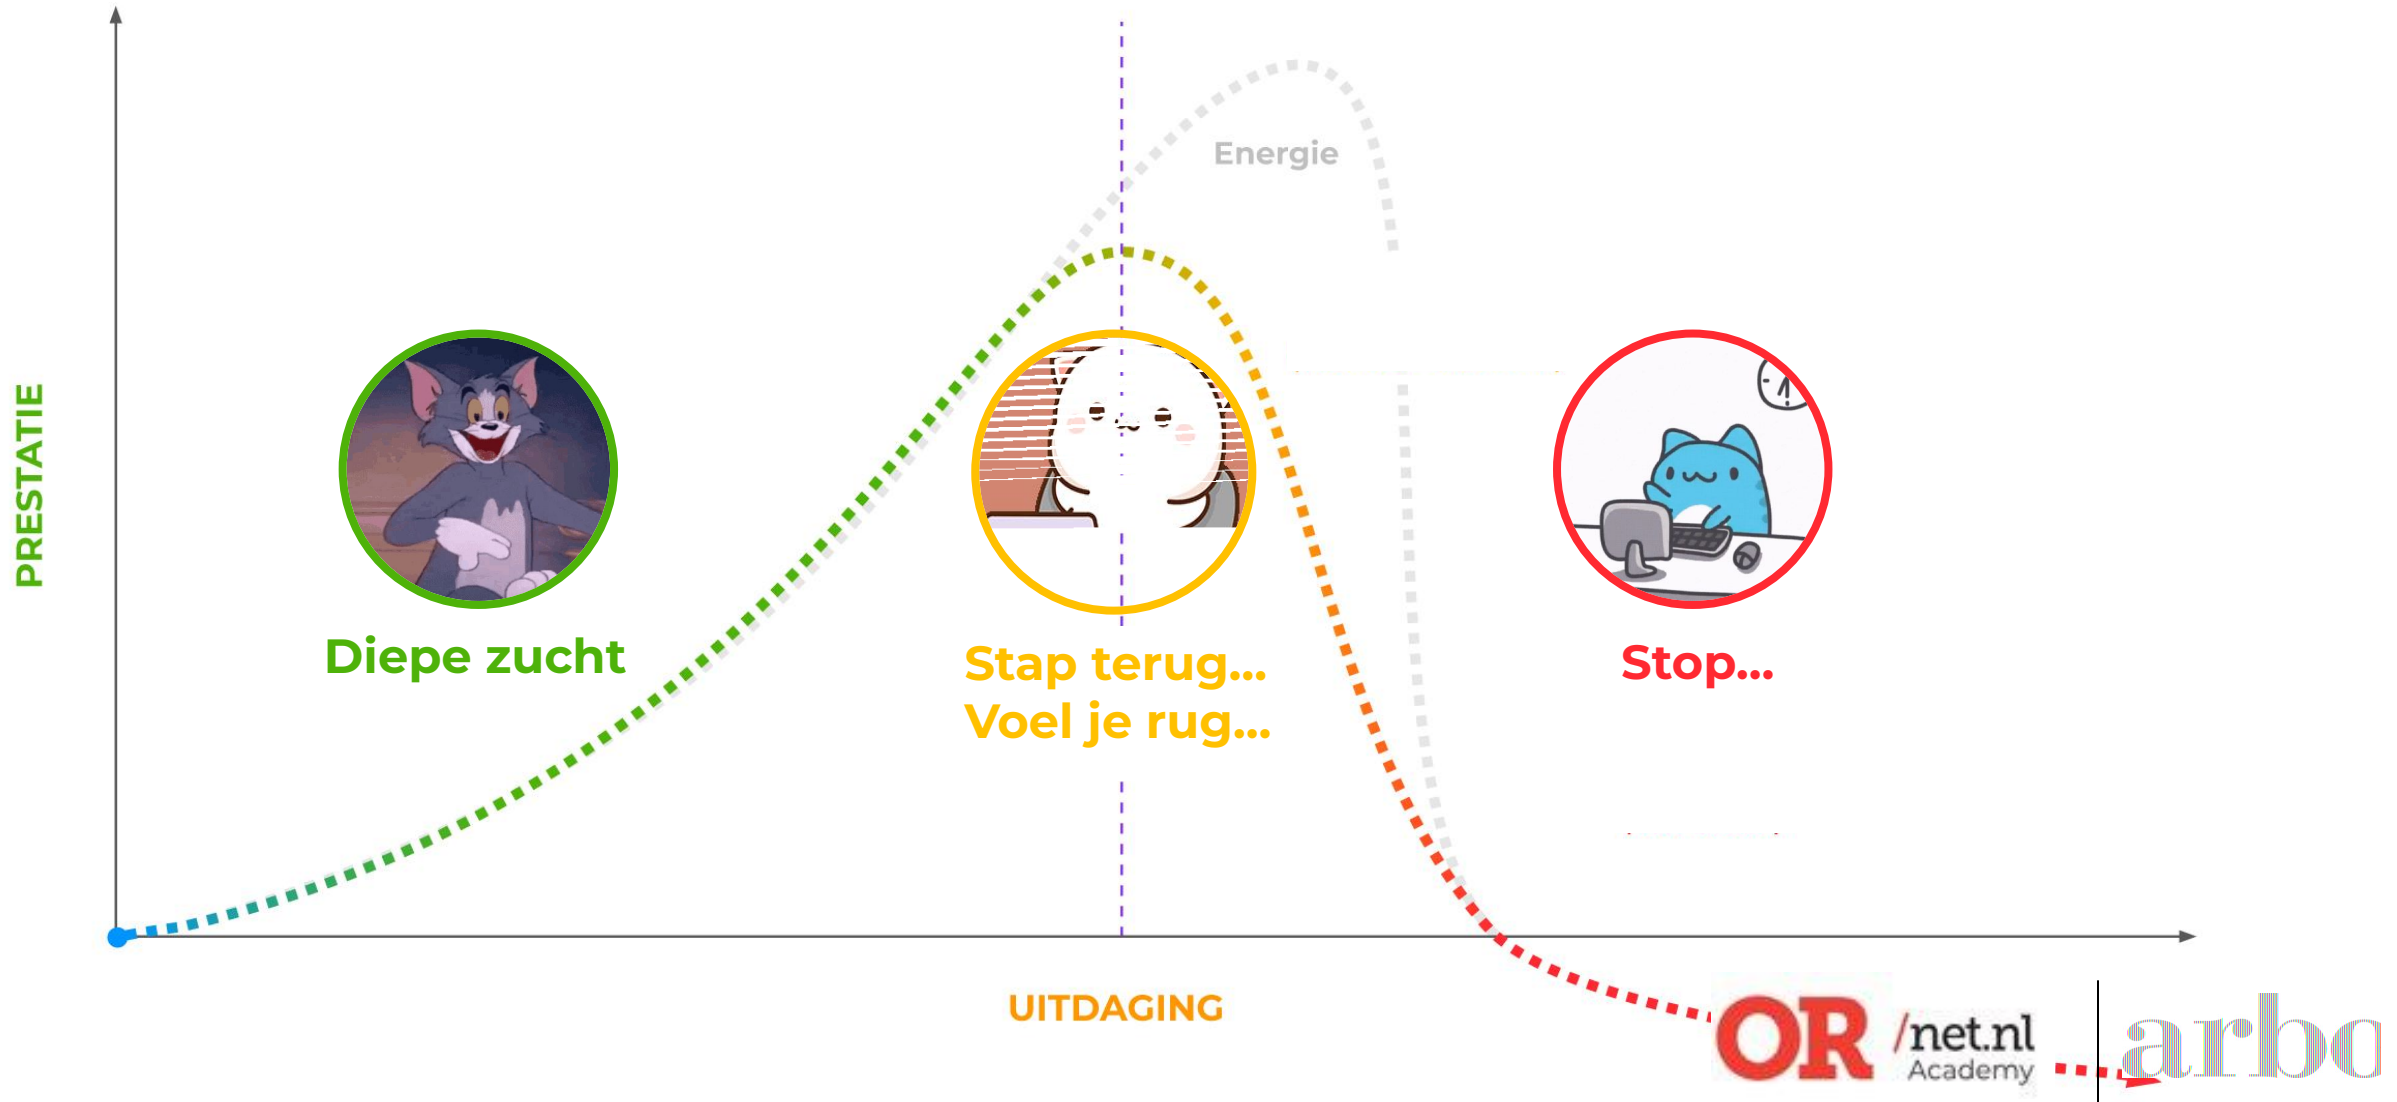 Energie
PRESTATIE
Diepe zucht
Stap terug...
Voel je rug...
Stop...
UITDAGING
OR /net.nl
Academy
arbo